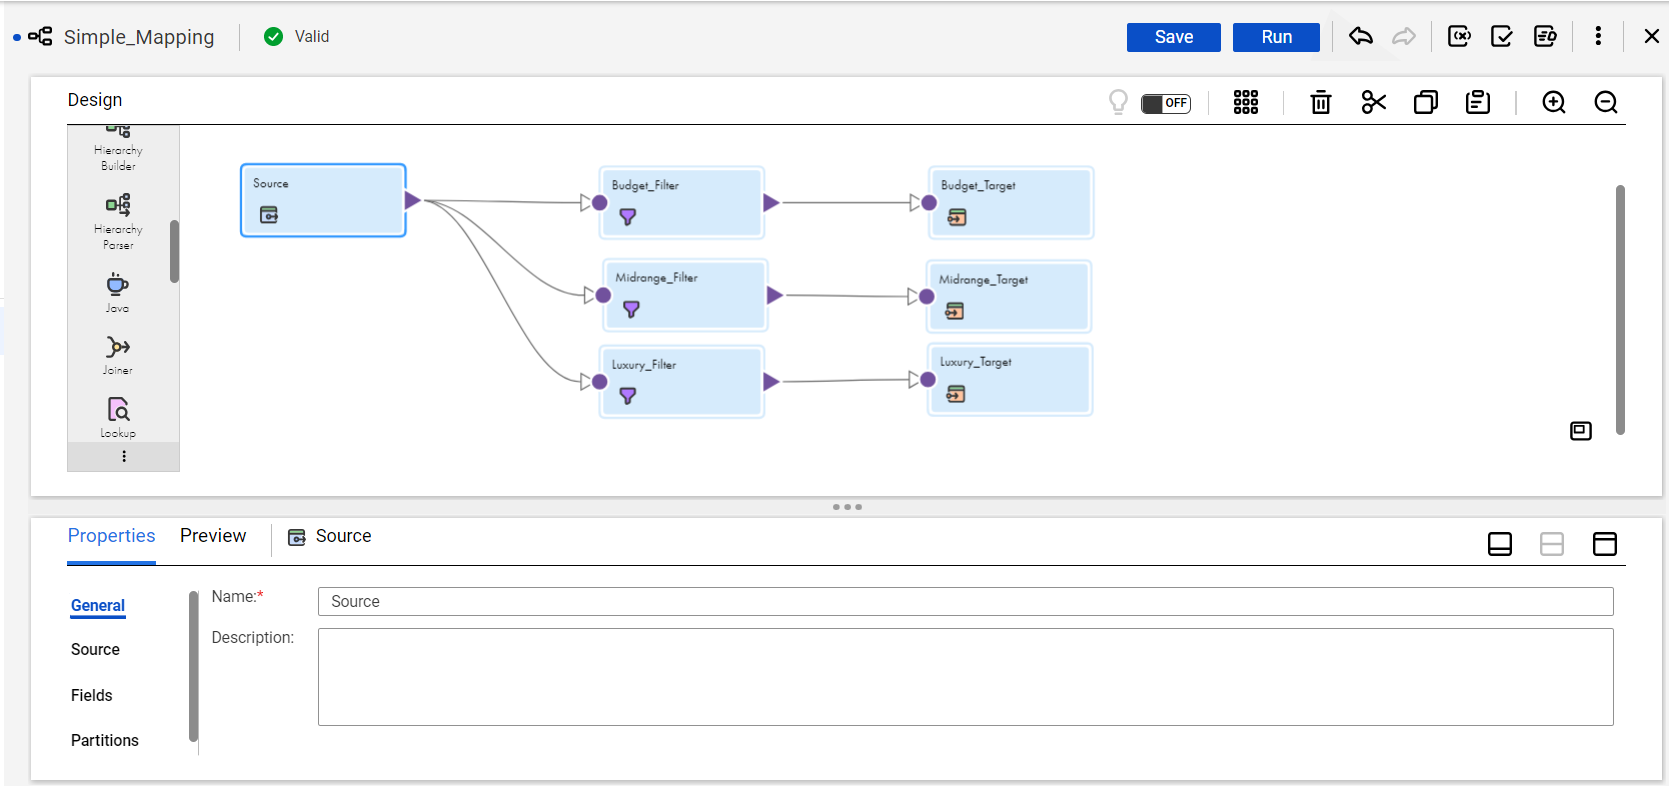 Simple_Mapping
Valid
Save
Run
Design
OFF
Hierarchy
Builder
Hierarchy
Parser
Java
Joiner
Lookup
Source
Budget_Filter
Budget_Target
Midrange_Filter
Midrange_Target
Luxury_Filter
Luxury_Target
Properties
Preview
Source
General
Source
Fields
Partitions
Name:*
Source
Description: